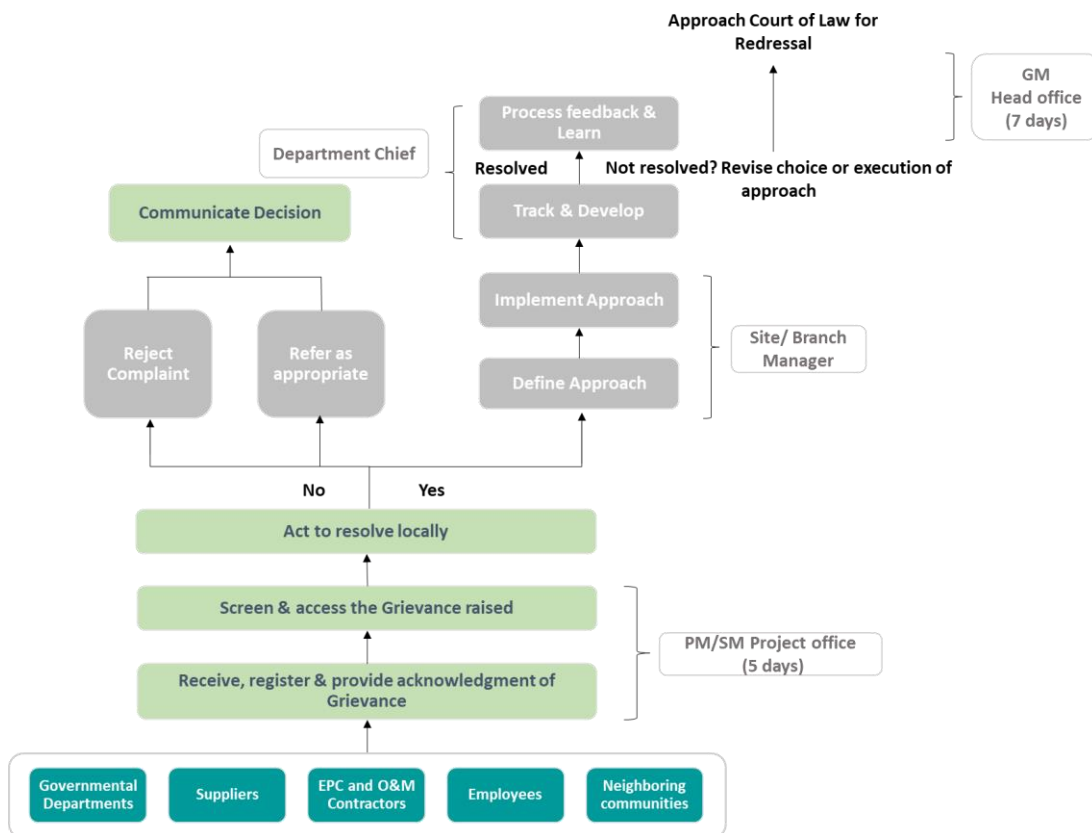 Approach Court of Law for
Redressal
GM
Head office
(7 days)
Process feedback &
Learn
Department Chief
Resolved
Not resolved? Revise choice or execution of
approach
Communicate Decision
Track & Develop
Implement Approach
Site/ Branch
Manager
Reject
Complaint
Refer as
appropriate
Define Approach
No
Yes
Act to resolve locally
Screen & access the Grievance raised
PM/SM Project office
(5 days)
Receive, register & provide acknowledgment of
Grievance
Governmental
Departments
Suppliers
EPC and O&M
Contractors
Employees
Neighboring
communities